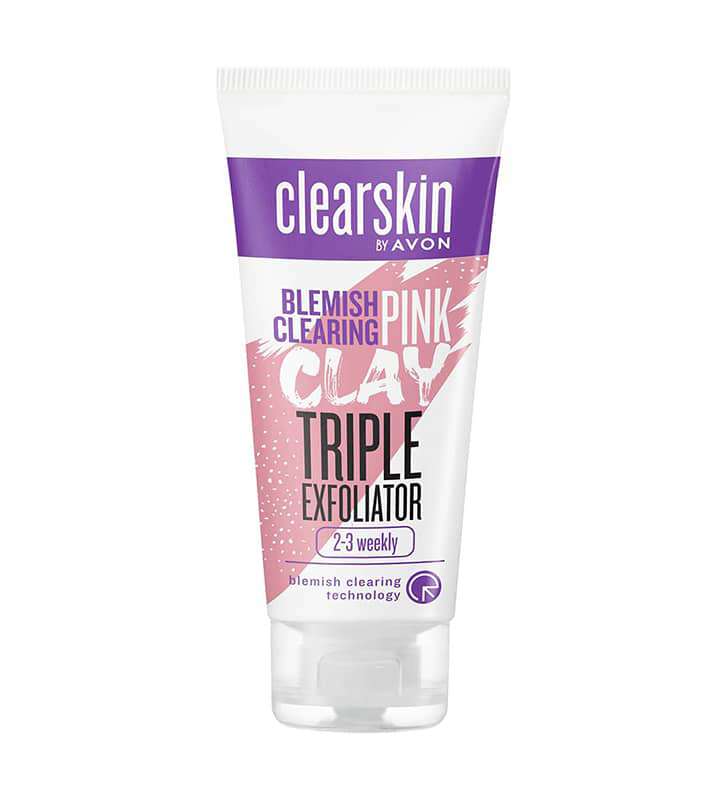 clearskin
BY AVON
BLEMISH
CLEARING PINK
CLAY
TRIPLE
EXFOLIATOR
2-3 weekly
blemish clearing
technology